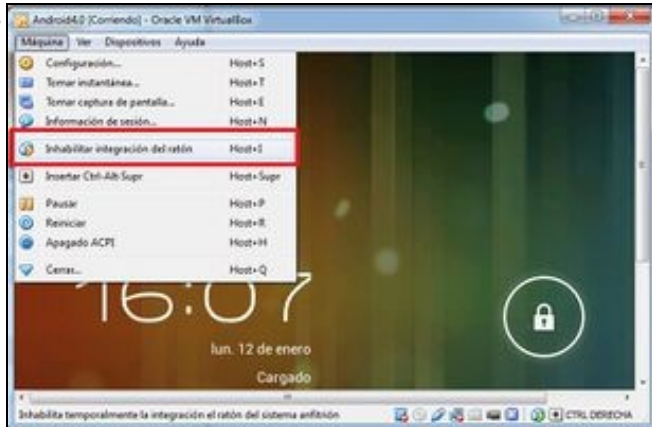 Android4.0 [Corriendo] - Oracle VM VirtualBox
Máquina Ver Dispositivos Ayuda
Configuración... Host+S
Tomar instantánea... Host+T
Tomar captura de pantalla... Host+E
Información de sesión... Host+N
Inhabilitar integración del ratón Host+I
Insertar Ctrl-Alt-Supr Host+Supr
Pausar Host+P
Reiniciar Host+R
Apagado ACPI Host+H
Cerrar... Host+Q
16:07
lun. 12 de enero
Cargado
Inhabilita temporalmente la integración el ratón del sistema anfitrión CTRL DERECHA